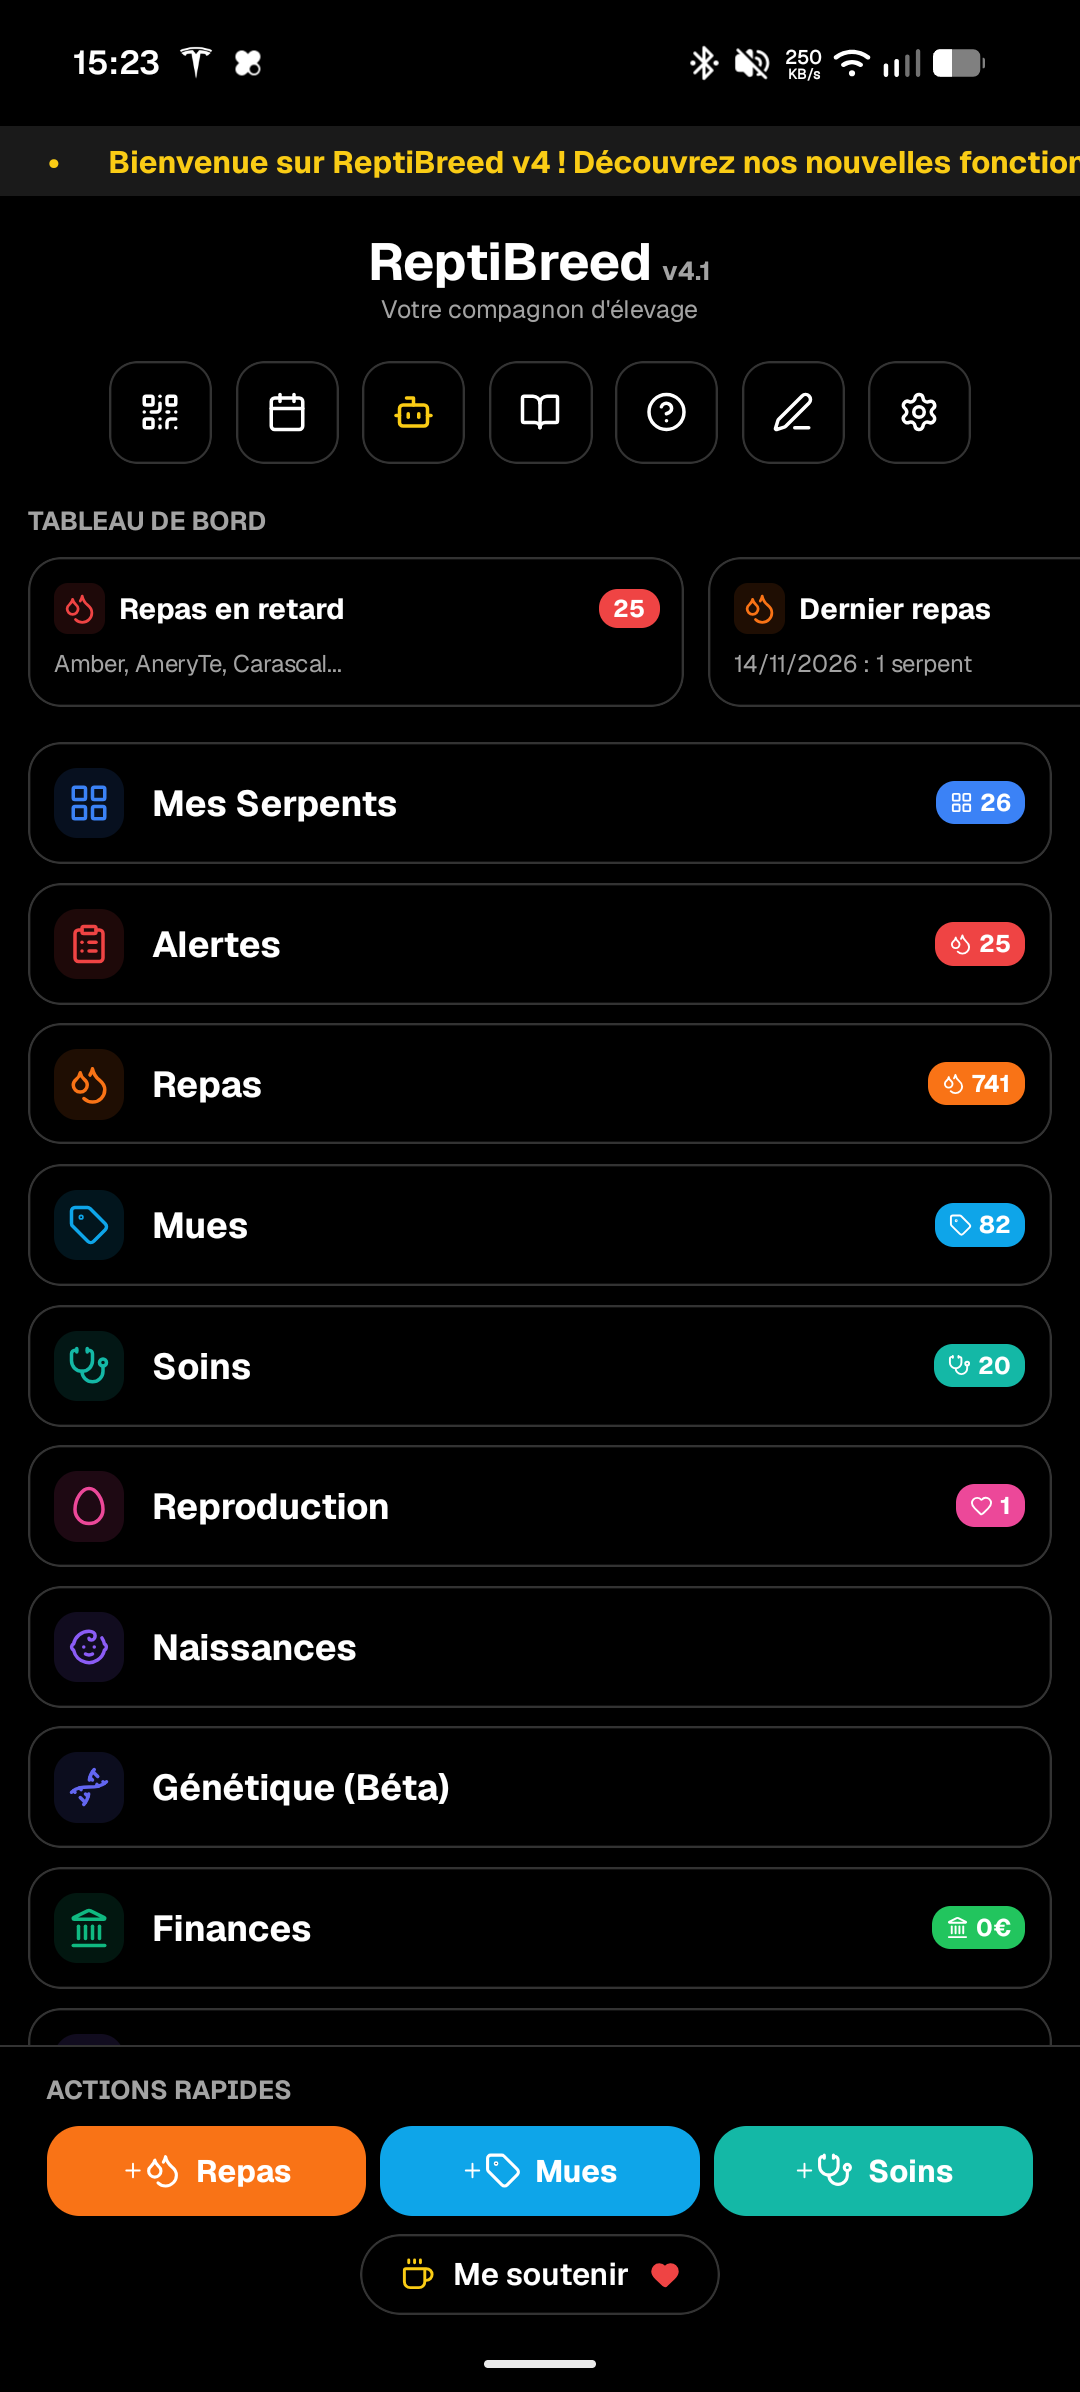 15:23
250
KB/s
• Bienvenue sur ReptiBreed v4 ! Découvrez nos nouvelles
ReptiBreed v4.1
Votre compagnon d'élevage
TABLEAU DE BORD
Repas en retard 25
Amber, AneryTe, Carascal...
Dernier repas
14/11/2026 : 1 serpent
Mes Serpents 26
Alertes 25
Repas 741
Mues 82
Soins 20
Reproduction 1
Naissances
Génétique (Béta)
Finances 0€
ACTIONS RAPIDES
+ Repas
+ Mues
+ Soins
Me soutenir